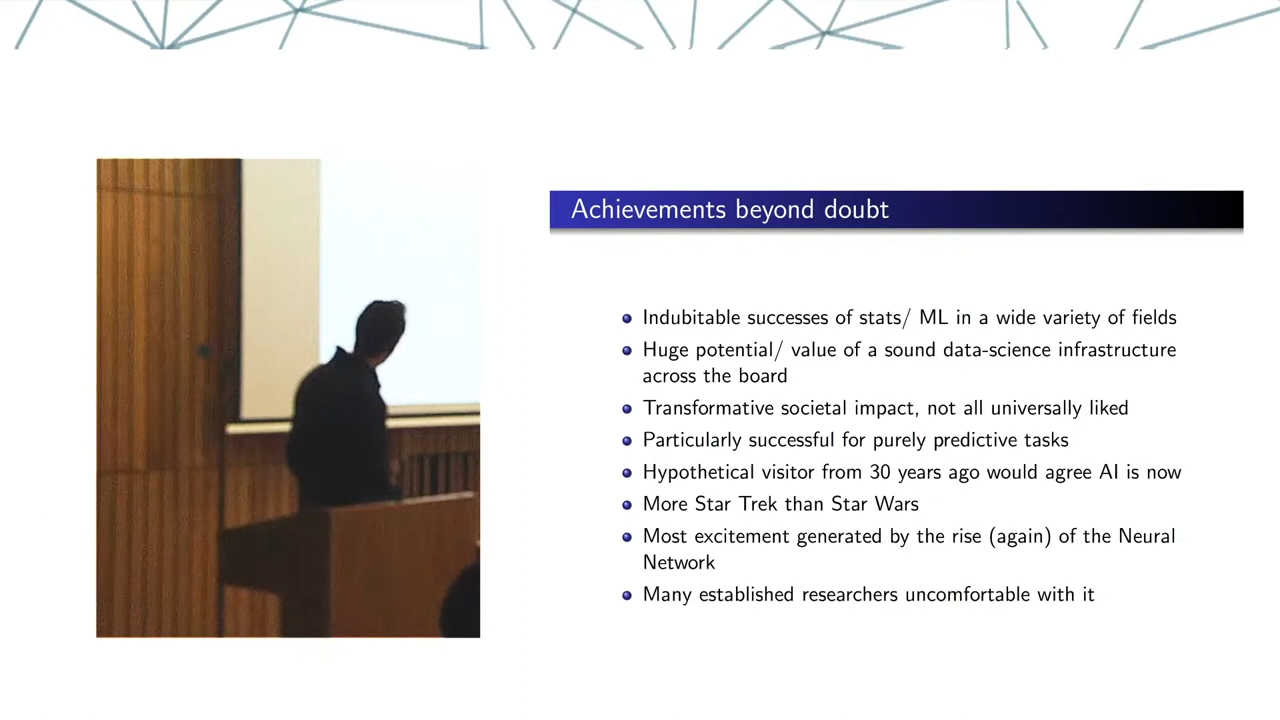 Achievements beyond doubt
Indubitable successes of stats/ ML in a wide variety of fields
Huge potential/ value of a sound data-science infrastructure
across the board
Transformative societal impact, not all universally liked
Particularly successful for purely predictive tasks
Hypothetical visitor from 30 years ago would agree AI is now
More Star Trek than Star Wars
Most excitement generated by the rise (again) of the Neural
Network
Many established researchers uncomfortable with it